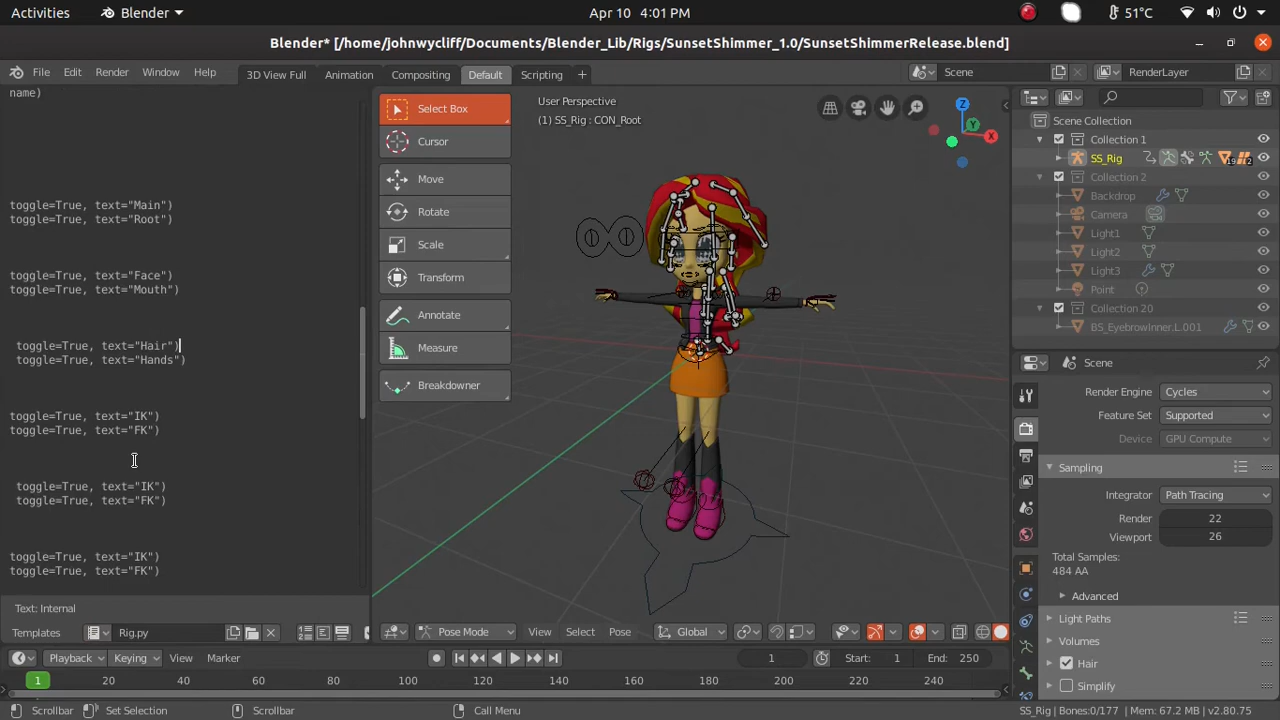 Activities
Blender
Apr 10 4:01 PM
51°C
Blender* [/home/johnwycliff/Documents/Blender_Lib/Rigs/SunsetShimmer_1.0/SunsetShimmerRelease.blend]
File Edit Render Window Help
3D View Full Animation Compositing Default Scripting +
Scene
RenderLayer
name)
toggle=True, text="Main")
toggle=True, text="Root")
toggle=True, text="Face")
toggle=True, text="Mouth")
toggle=True, text="Hair")
toggle=True, text="Hands")
toggle=True, text="IK")
toggle=True, text="FK")
toggle=True, text="IK")
toggle=True, text="FK")
toggle=True, text="IK")
toggle=True, text="FK")
Text: Internal
Templates
Rig.py
Select Box
Cursor
Move
Rotate
Scale
Transform
Annotate
Measure
Breakdowner
User Perspective
(1) SS_Rig : CON_Root
Z
Y
X
Pose Mode
View Select Pose
Global
Scene Collection
Collection 1
SS_Rig
19
2
Collection 2
Backdrop
Camera
Light1
Light2
Light3
Point
Collection 20
BS_EyebrowInner.L.001
Scene
Render Engine
Cycles
Feature Set
Supported
Device
GPU Compute
Sampling
Integrator
Path Tracing
Render
22
Viewport
26
Total Samples:
484 AA
Advanced
Light Paths
Volumes
Hair
Simplify
Playback Keying View Marker
1
Start: 1
End: 250
1 20 40 60 80 100 120 140 160 180 200 220 240
Scrollbar
Set Selection
Scrollbar
Call Menu
SS_Rig | Bones:0/177 | Mem: 67.2 MB | v2.80.75